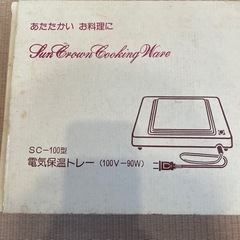 あたたかい お料理に
Sun Crown Cooking Ware
SC-100型
電気保温トレー (100V-90W)